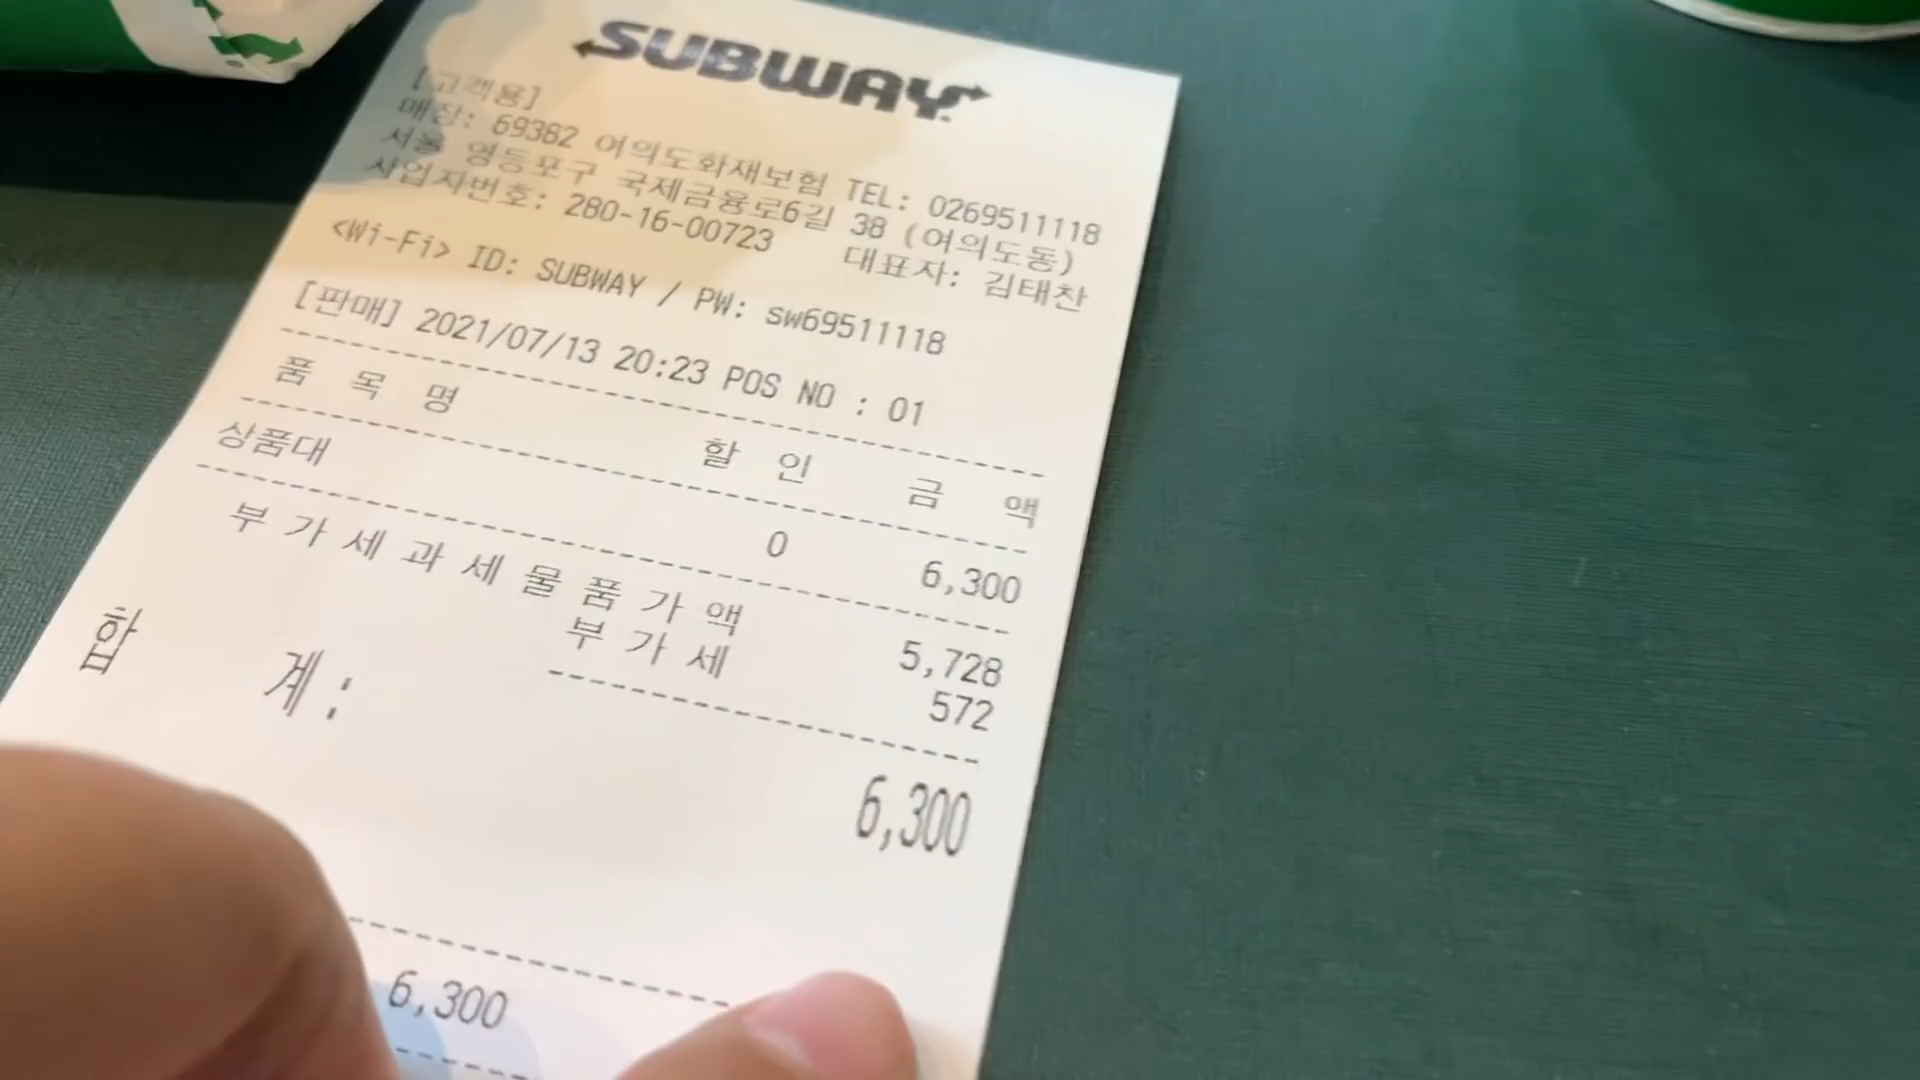 SUBWAY
[고객용]
매장: 69382 여의도화재보험 TEL: 0269511118
서울 영등포구 국제금융로6길 38 (여의도동)
사업자번호: 280-16-00723 대표자: 김태찬
<Wi-Fi> ID: SUBWAY / PW: sw69511118
[판매] 2021/07/13 20:23 POS NO : 01
품 목 명 할 인 금 액
상품대 0 6,300
부 가 세 과 세 물 품 가 액 5,728
부 가 세 572
합 계: 6,300
6,300